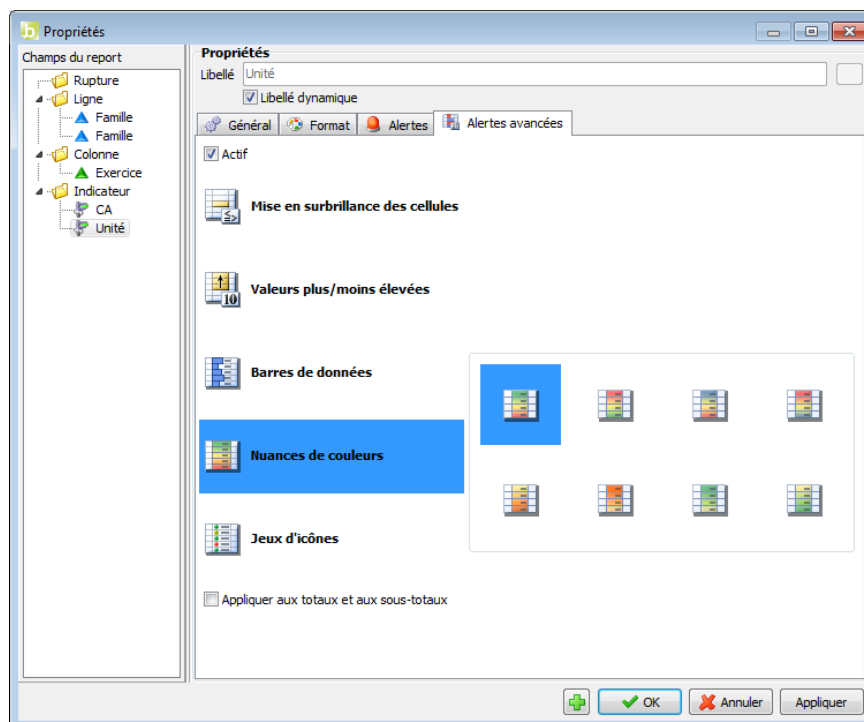 Propriétés
Champs du report
Rupture
Ligne
Famille
Famille
Colonne
Exercice
Indicateur
CA
Unité
Propriétés
Libellé Unité
Libellé dynamique
Général Format Alertes Alertes avancées
Actif
Mise en surbrillance des cellules
Valeurs plus/moins élevées
Barres de données
Nuances de couleurs
Jeux d'icônes
Appliquer aux totaux et aux sous-totaux
OK Annuler Appliquer